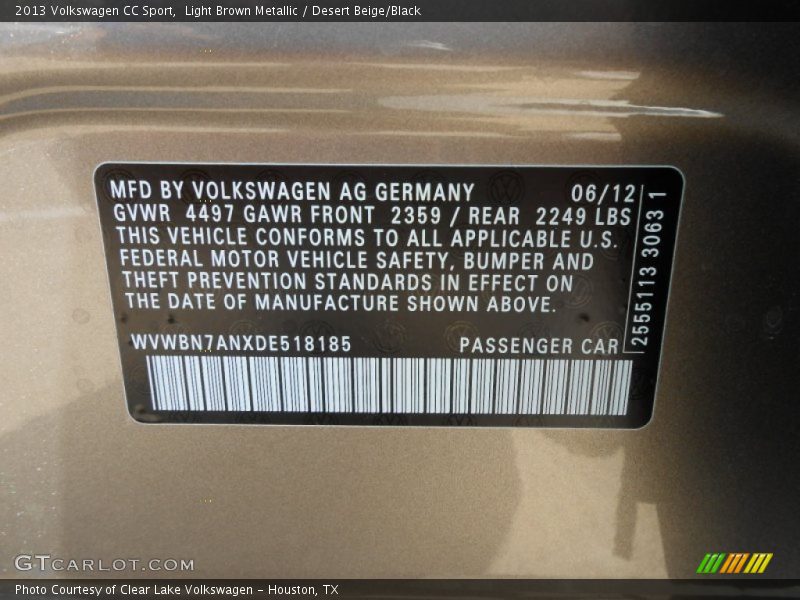 2013 Volkswagen CC Sport,  Light Brown Metallic / Desert Beige/Black
MFD BY VOLKSWAGEN AG GERMANY 06/12
GVWR 4497 GAWR FRONT 2359 / REAR 2249 LBS
THIS VEHICLE CONFORMS TO ALL APPLICABLE U.S.
FEDERAL MOTOR VEHICLE SAFETY, BUMPER AND
THEFT PREVENTION STANDARDS IN EFFECT ON
THE DATE OF MANUFACTURE SHOWN ABOVE.
WVWBN7ANXDE518185 PASSENGER CAR
2555113 3063 1
GTCARLOT.COM
Photo Courtesy of Clear Lake Volkswagen - Houston, TX